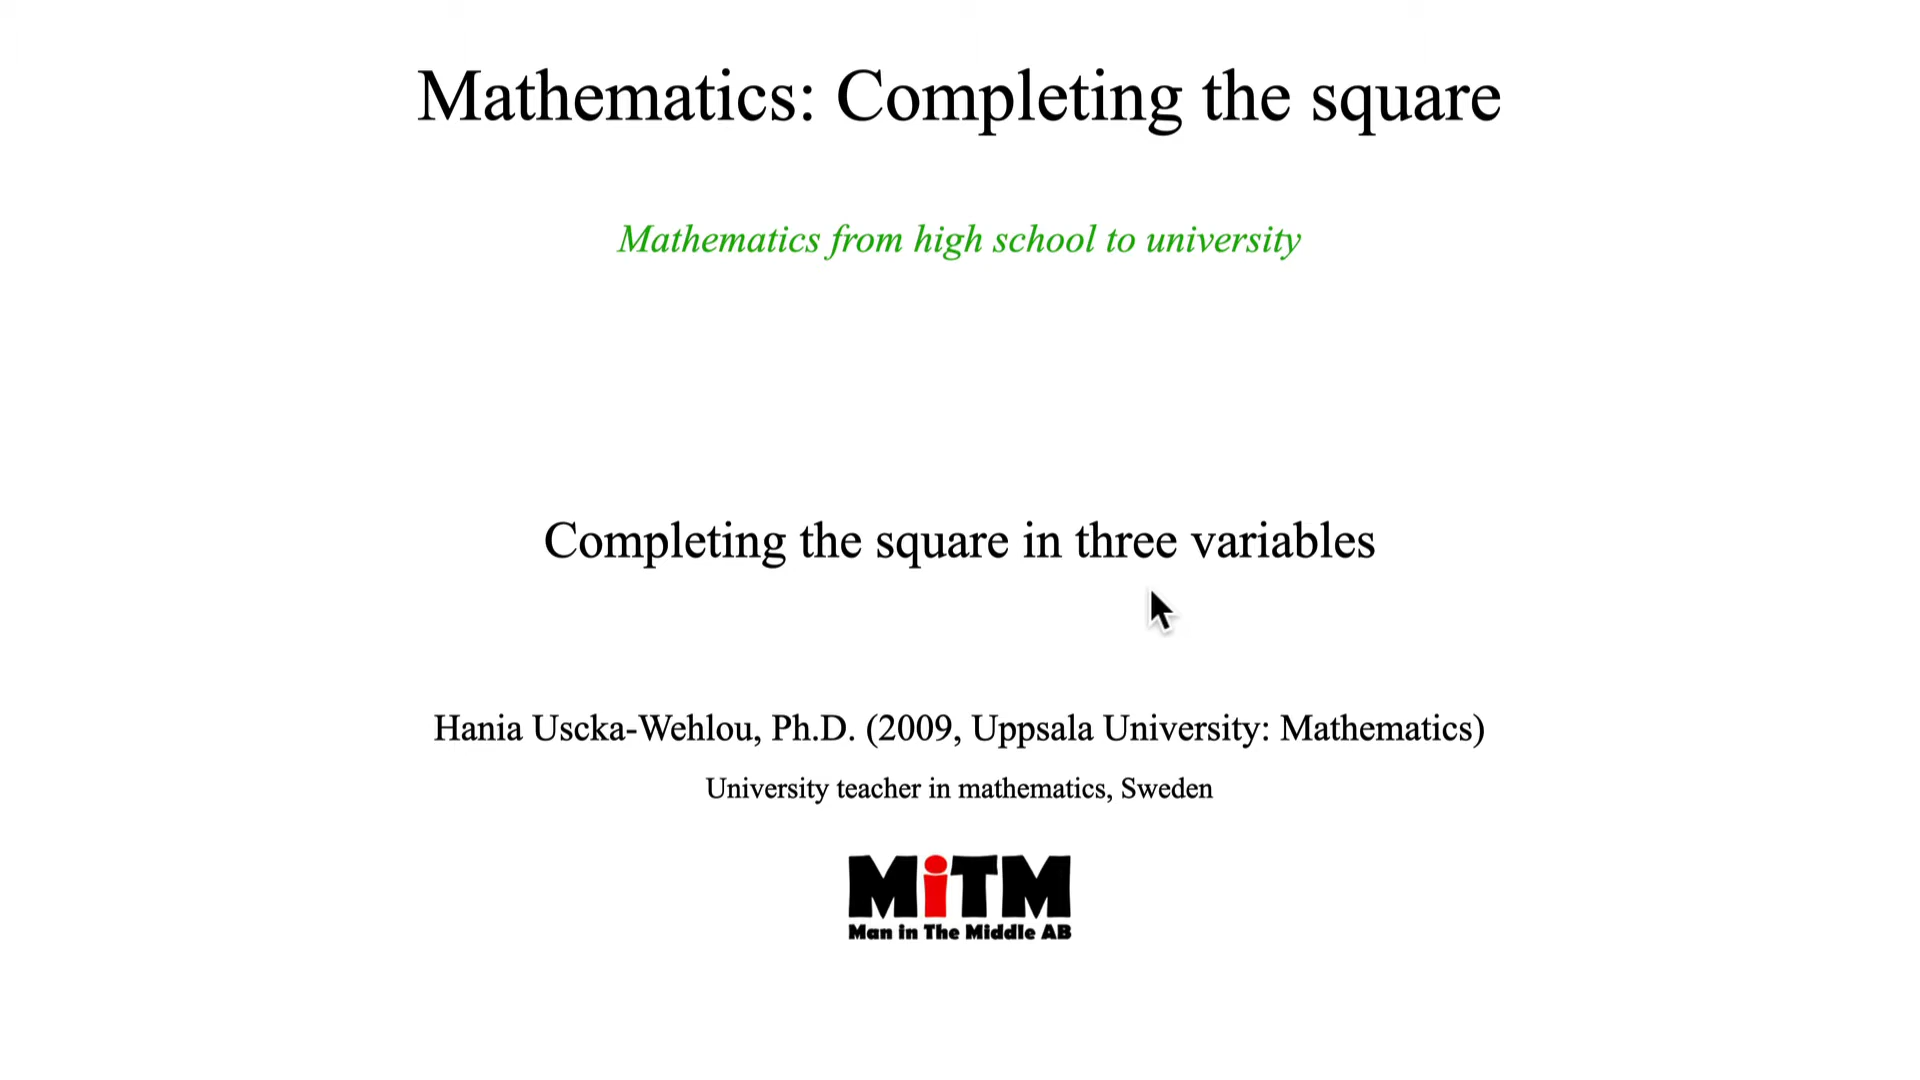 Mathematics: Completing the square
Mathematics from high school to university
Completing the square in three variables
Hania Uscka-Wehlou, Ph.D. (2009, Uppsala University: Mathematics)
University teacher in mathematics, Sweden
MiTM
Man in The Middle AB